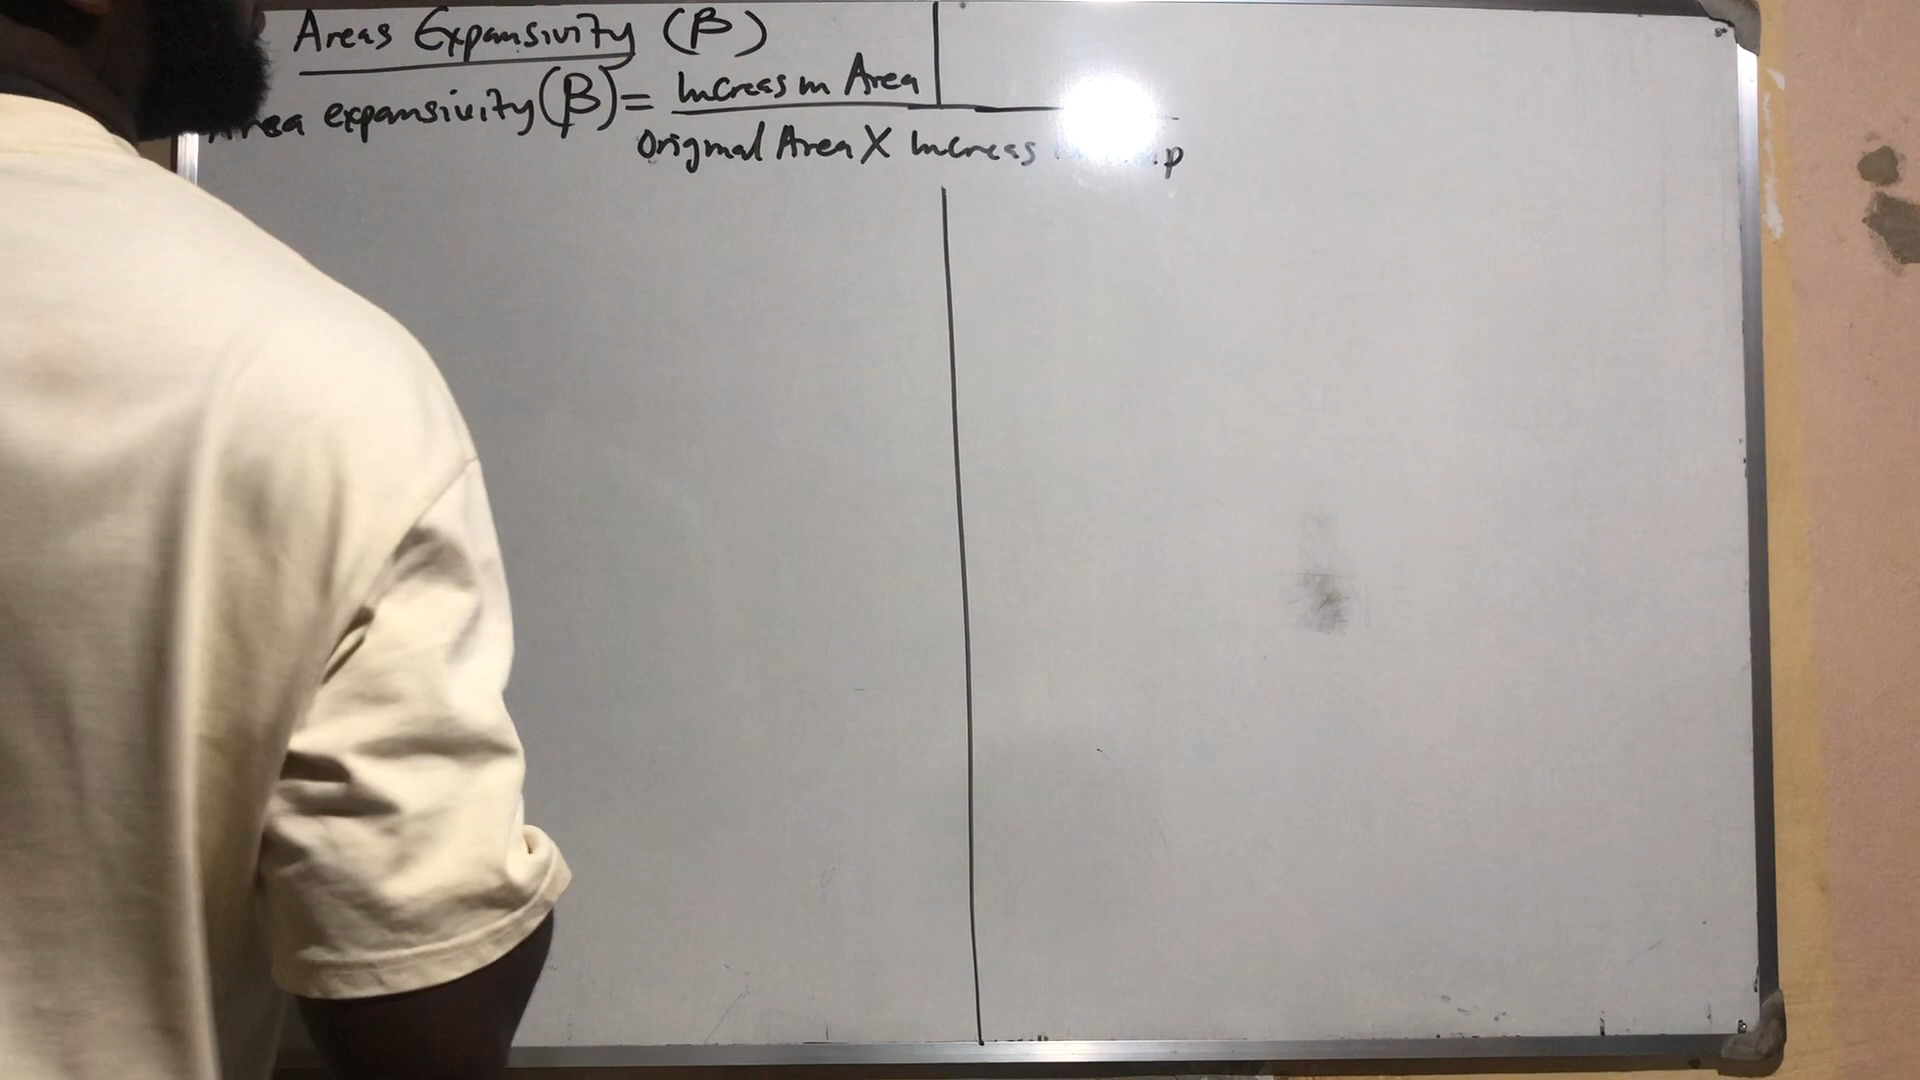 Areas Expansivity (β)
Area expansivity (β) = Increas in Area
Original Area X Increas